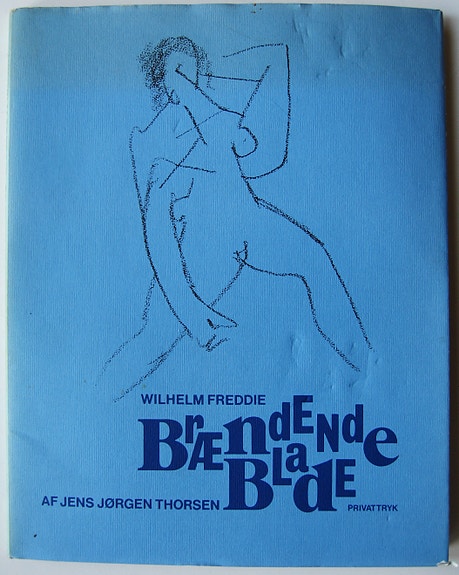 WILHELM FREDDIE
BrÆndENde
AF JENS JØRGEN THORSEN BLadE PRIVATTRYK